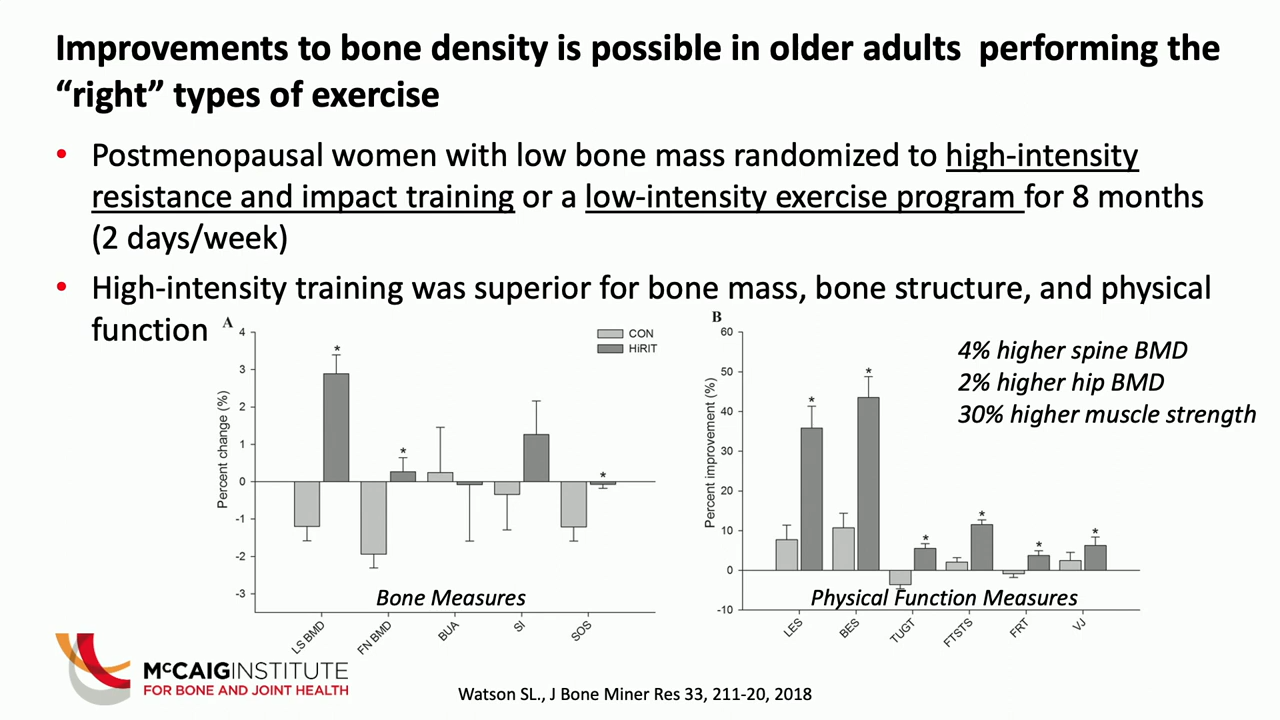 Improvements to bone density is possible in older adults  performing the
“right” types of exercise
• Postmenopausal women with low bone mass randomized to high-intensity
resistance and impact training or a low-intensity exercise program for 8 months
(2 days/week)
• High-intensity training was superior for bone mass, bone structure, and physical
function
A
4
3
2
1
0
-1
-2
-3
Percent change (%)
CON
HiRIT
*
*
*
Bone Measures
LS BMD
FN BMD
BUA
SI
SOS
B
60
50
40
30
20
10
0
-10
Percent improvement (%)
4% higher spine BMD
2% higher hip BMD
30% higher muscle strength
*
*
*
*
*
*
Physical Function Measures
LES
BES
TUGT
FTSTS
FRT
VJ
McCAIG INSTITUTE
FOR BONE AND JOINT HEALTH
Watson SL., J Bone Miner Res 33, 211-20, 2018